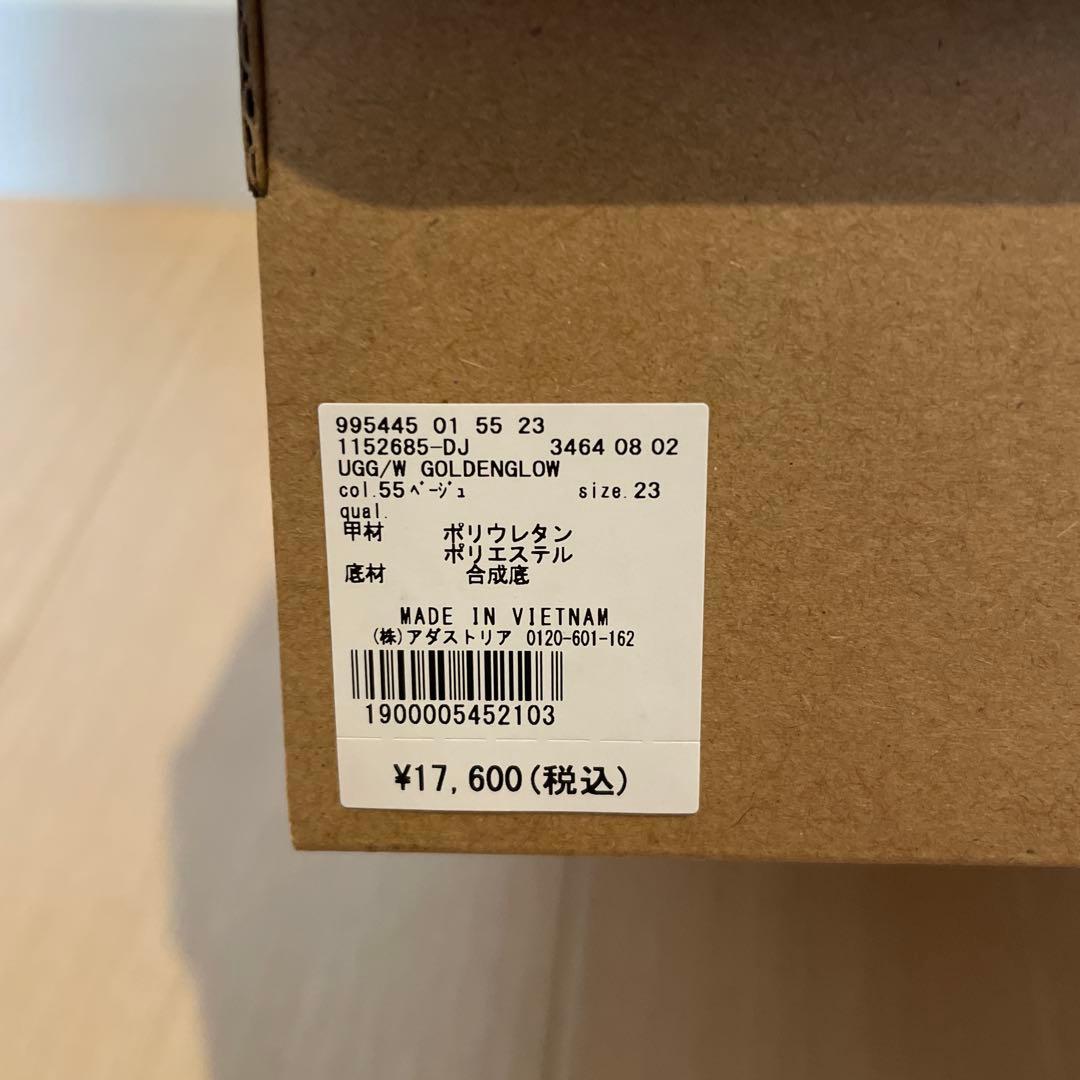 995445 01 55 23
1152685-DJ 3464 08 02
UGG/W GOLDENGLOW
col.55ﾍﾞｰｼﾞｭ size.23
qual.
甲材 ポリウレタン
ポリエステル
底材 合成底
MADE IN VIETNAM
(株)アダストリア 0120-601-162
1900005452103
¥17,600(税込)